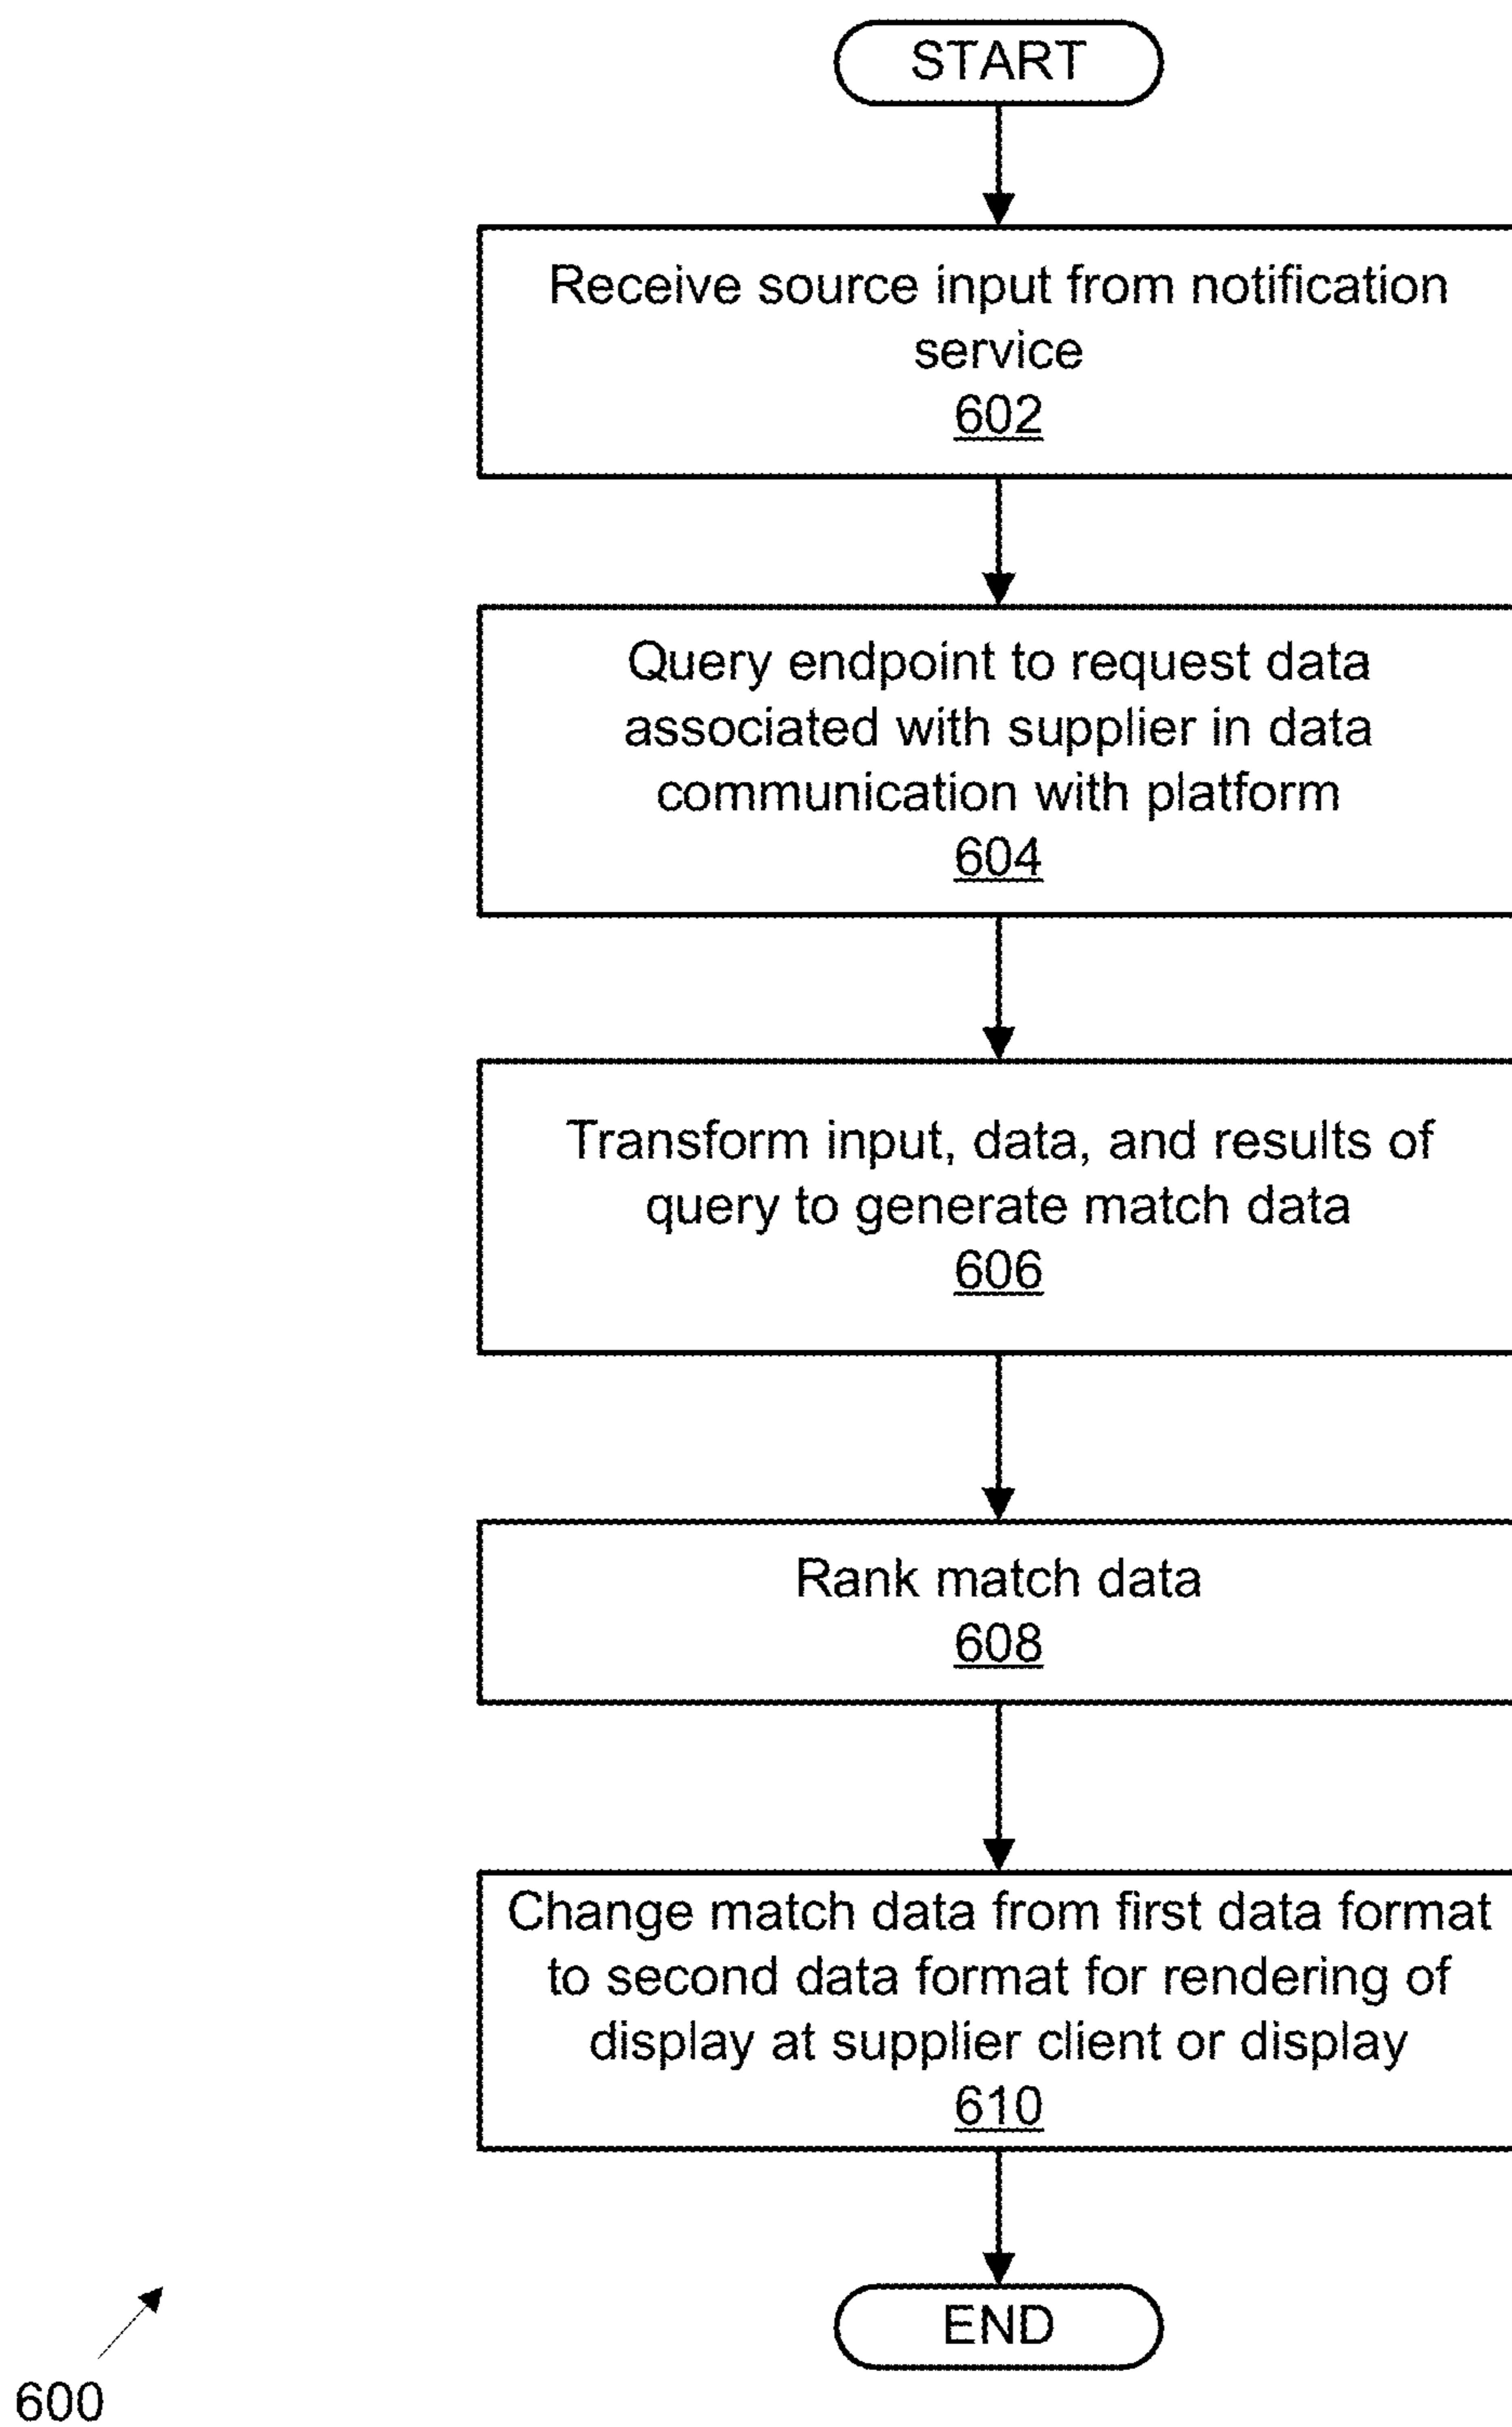 START
Receive source input from notification
service
602
Query endpoint to request data
associated with supplier in data
communication with platform
604
Transform input, data, and results of
query to generate match data
606
Rank match data
608
Change match data from first data format
to second data format for rendering of
display at supplier client or display
610
END
600